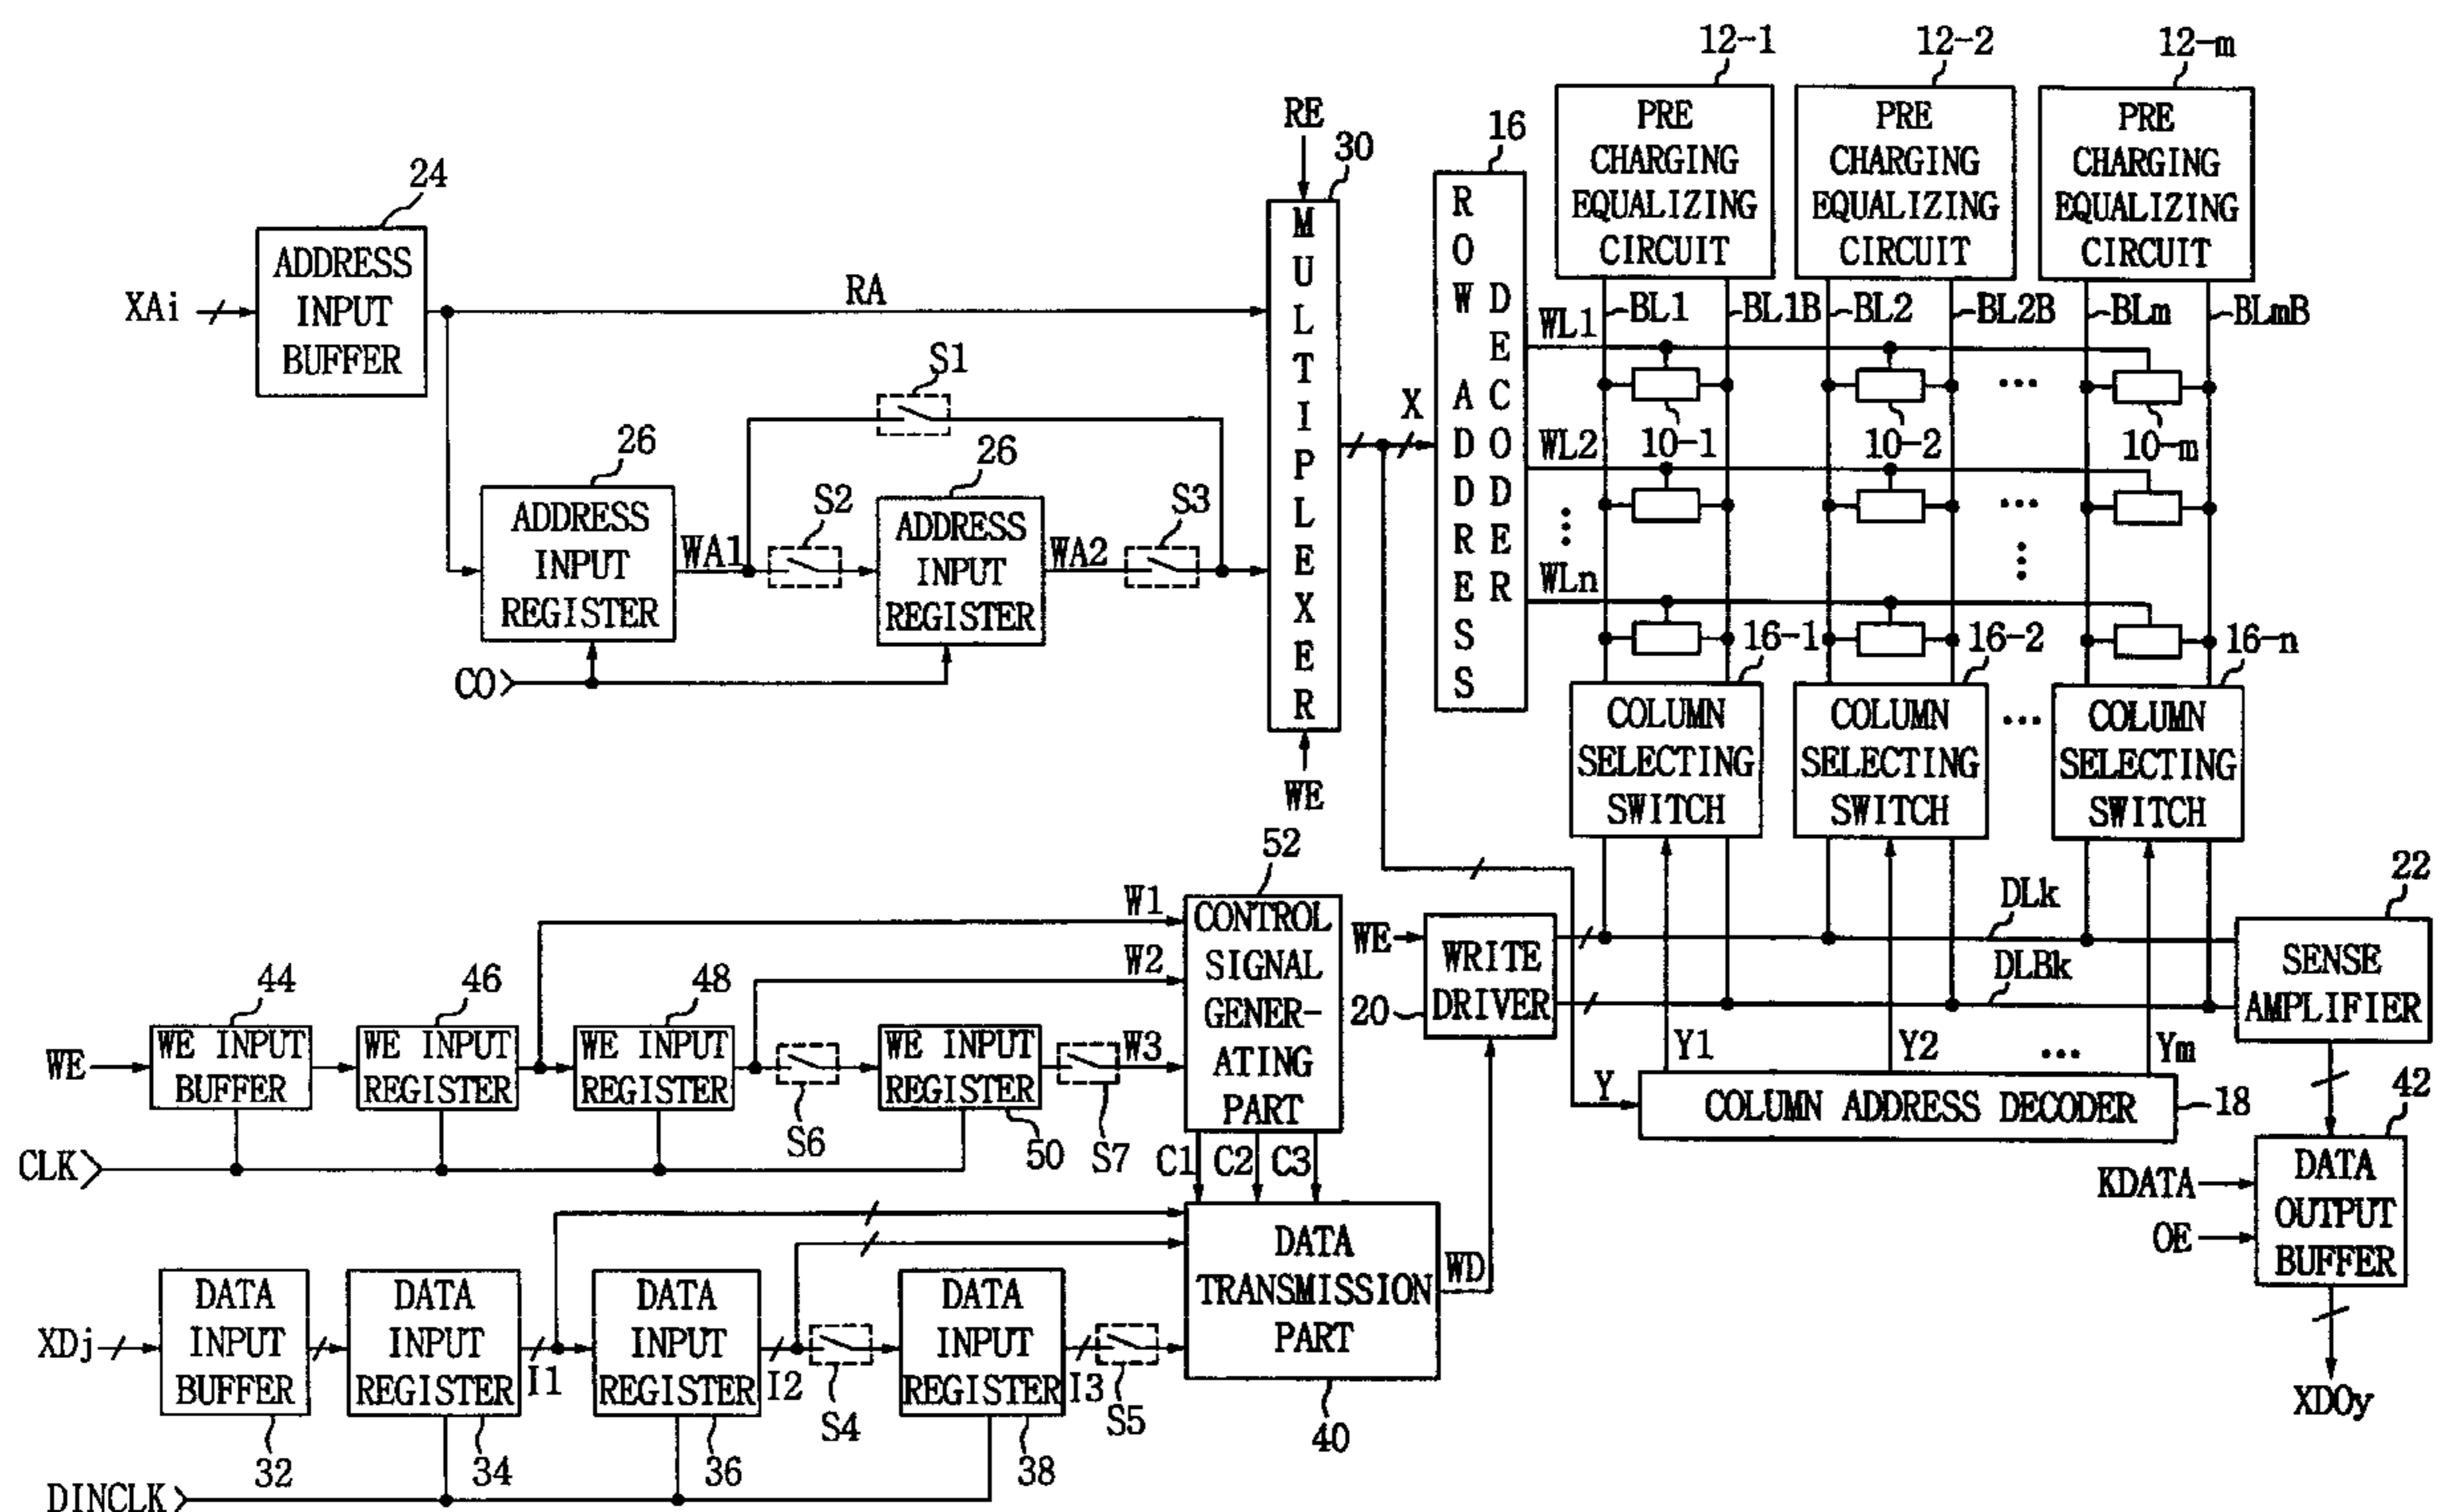 12-1
12-2
12-m
PRE
CHARGING
EQUALIZING
CIRCUIT
PRE
CHARGING
EQUALIZING
CIRCUIT
PRE
CHARGING
EQUALIZING
CIRCUIT
RE
30
16
24
ADDRESS
INPUT
BUFFER
XAi
RA
MULTIPLEXER
ROW ADDRESS
DECODER
X
WL1
WL2
WLn
BL1
BL1B
BL2
BL2B
BLm
BLmB
...
10-1
10-2
10-m
...
...
...
S1
26
ADDRESS
INPUT
REGISTER
WA1
S2
26
ADDRESS
INPUT
REGISTER
WA2
S3
CO
WE
16-1
16-2
16-n
COLUMN
SELECTING
SWITCH
COLUMN
SELECTING
SWITCH
...
COLUMN
SELECTING
SWITCH
52
W1
W2
W3
CONTROL
SIGNAL
GENER-
ATING
PART
WE
WRITE
DRIVER
20
DLk
DLBk
22
SENSE
AMPLIFIER
44
46
48
WE
WE INPUT
BUFFER
WE INPUT
REGISTER
WE INPUT
REGISTER
S6
WE INPUT
REGISTER
50
S7
CLK
Y1
Y2
...
Ym
Y
COLUMN ADDRESS DECODER
18
42
C1
C2
C3
KDATA
OE
DATA
OUTPUT
BUFFER
XDOy
DATA
TRANSMISSION
PART
40
WD
XDj
DATA
INPUT
BUFFER
32
DATA
INPUT
REGISTER
34
I1
DATA
INPUT
REGISTER
36
I2
S4
DATA
INPUT
REGISTER
38
I3
S5
DINCLK